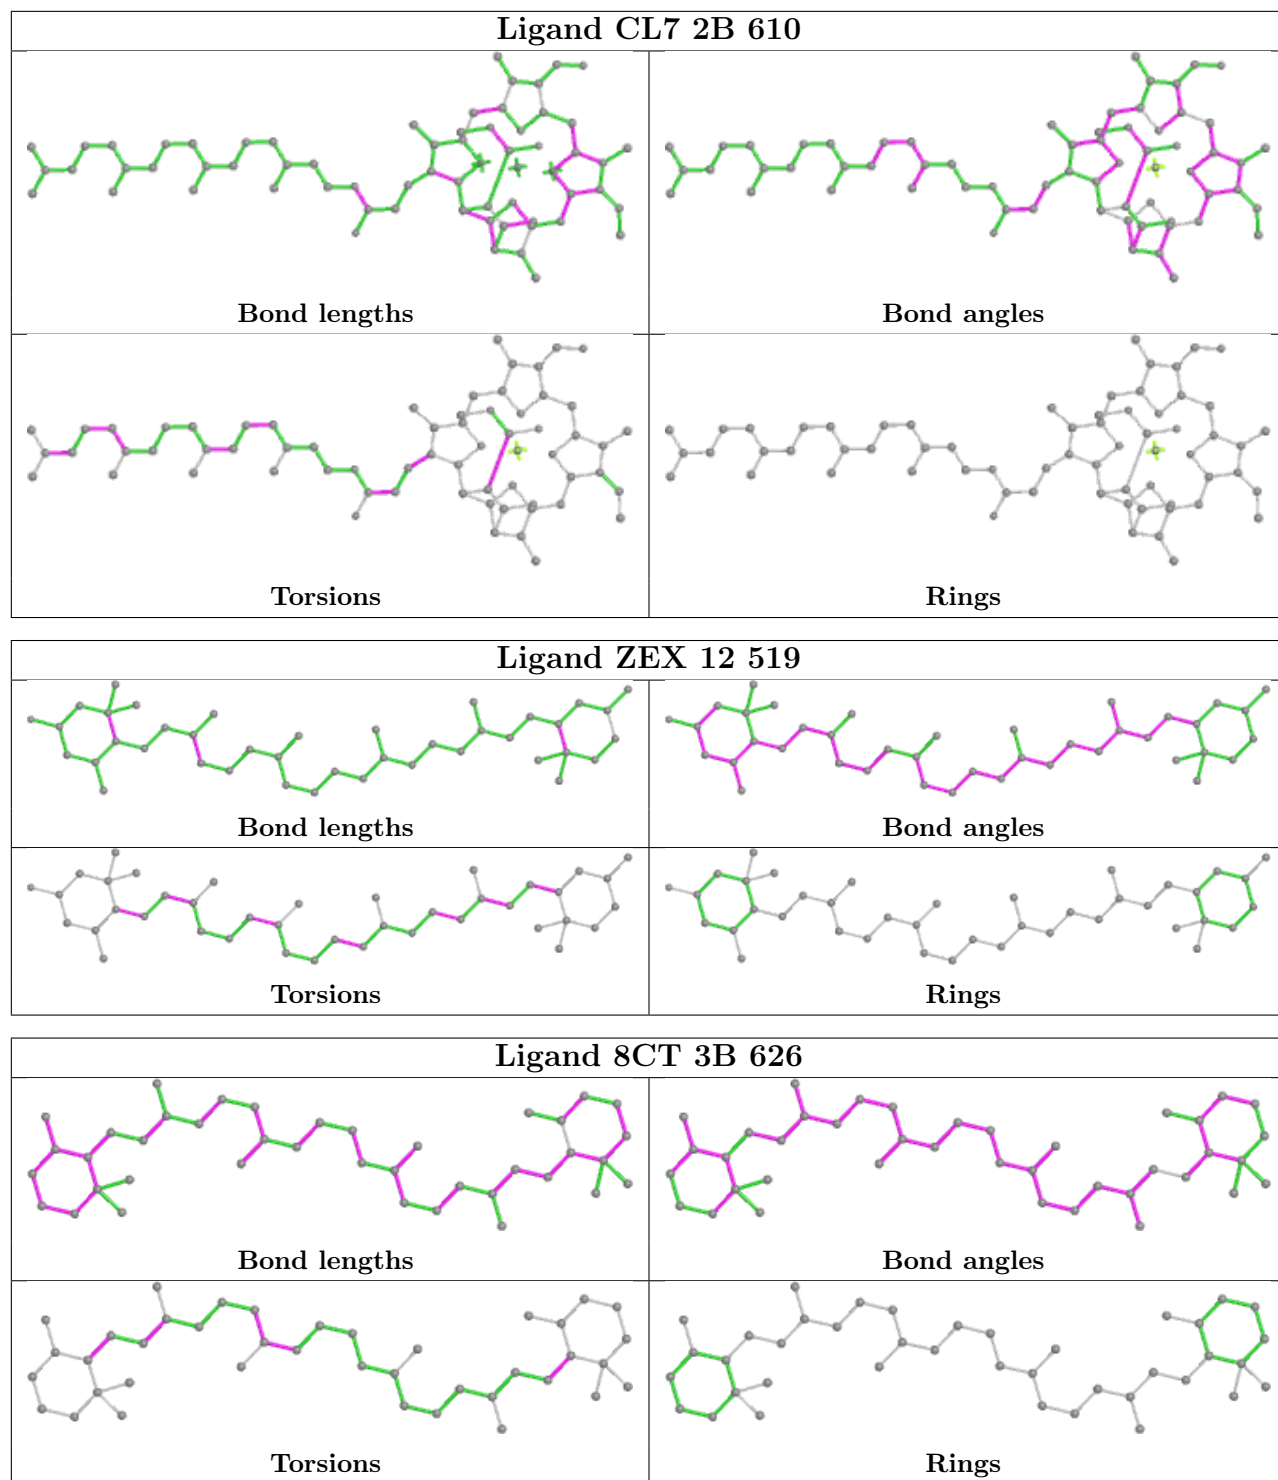 Ligand CL7 2B 610
Bond lengths
Bond angles
Torsions
Rings
Ligand ZEX 12 519
Bond lengths
Bond angles
Torsions
Rings
Ligand 8CT 3B 626
Bond lengths
Bond angles
Torsions
Rings